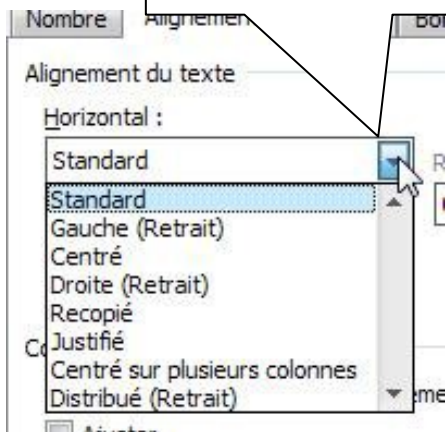 Nombre
Alignement du texte
Horizontal :
Standard
Standard
Gauche (Retrait)
Centré
Droite (Retrait)
Recopié
Justifié
Centré sur plusieurs colonnes
Distribué (Retrait)